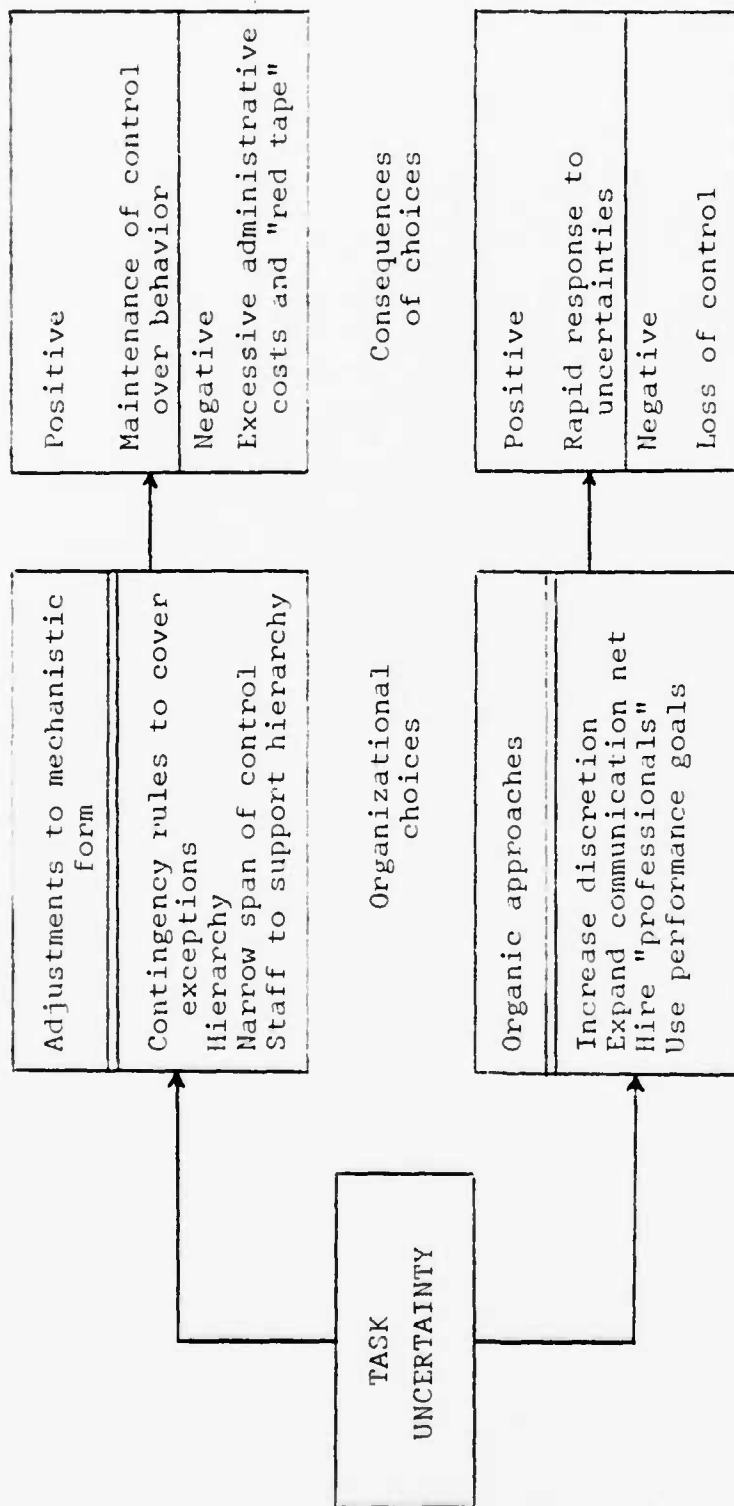 TASK
UNCERTAINTY
Adjustments to mechanistic
form
Contingency rules to cover
exceptions
Hierarchy
Narrow span of control
Staff to support hierarchy
Organizational
choices
Organic approaches
Increase discretion
Expand communication net
Hire "professionals"
Use performance goals
Positive
Maintenance of control
over behavior
Negative
Excessive administrative
costs and "red tape"
Consequences
of choices
Positive
Rapid response to
uncertainties
Negative
Loss of control